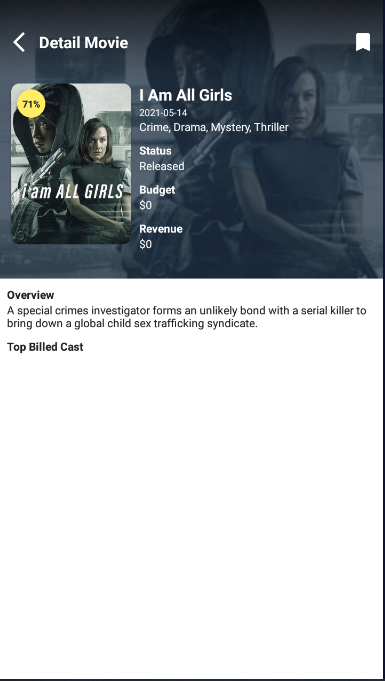 Detail Movie
71%
i am ALL GIRLS
I Am All Girls
2021-05-14
Crime, Drama, Mystery, Thriller
Status
Released
Budget
$0
Revenue
$0
Overview
A special crimes investigator forms an unlikely bond with a serial killer to
bring down a global child sex trafficking syndicate.
Top Billed Cast